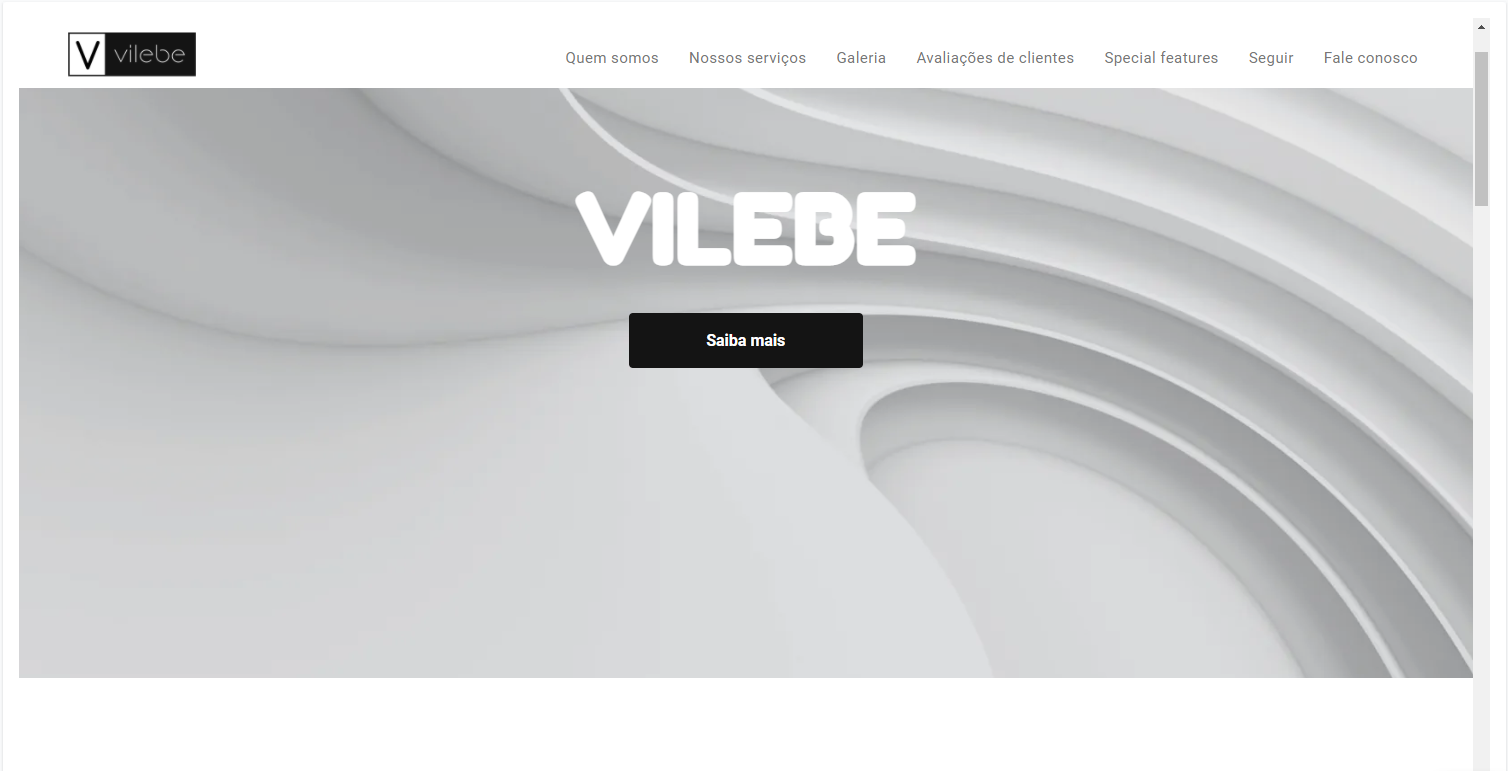 V vilebe
Quem somos Nossos serviços Galeria Avaliações de clientes Special features Seguir Fale conosco
VILEBE
Saiba mais